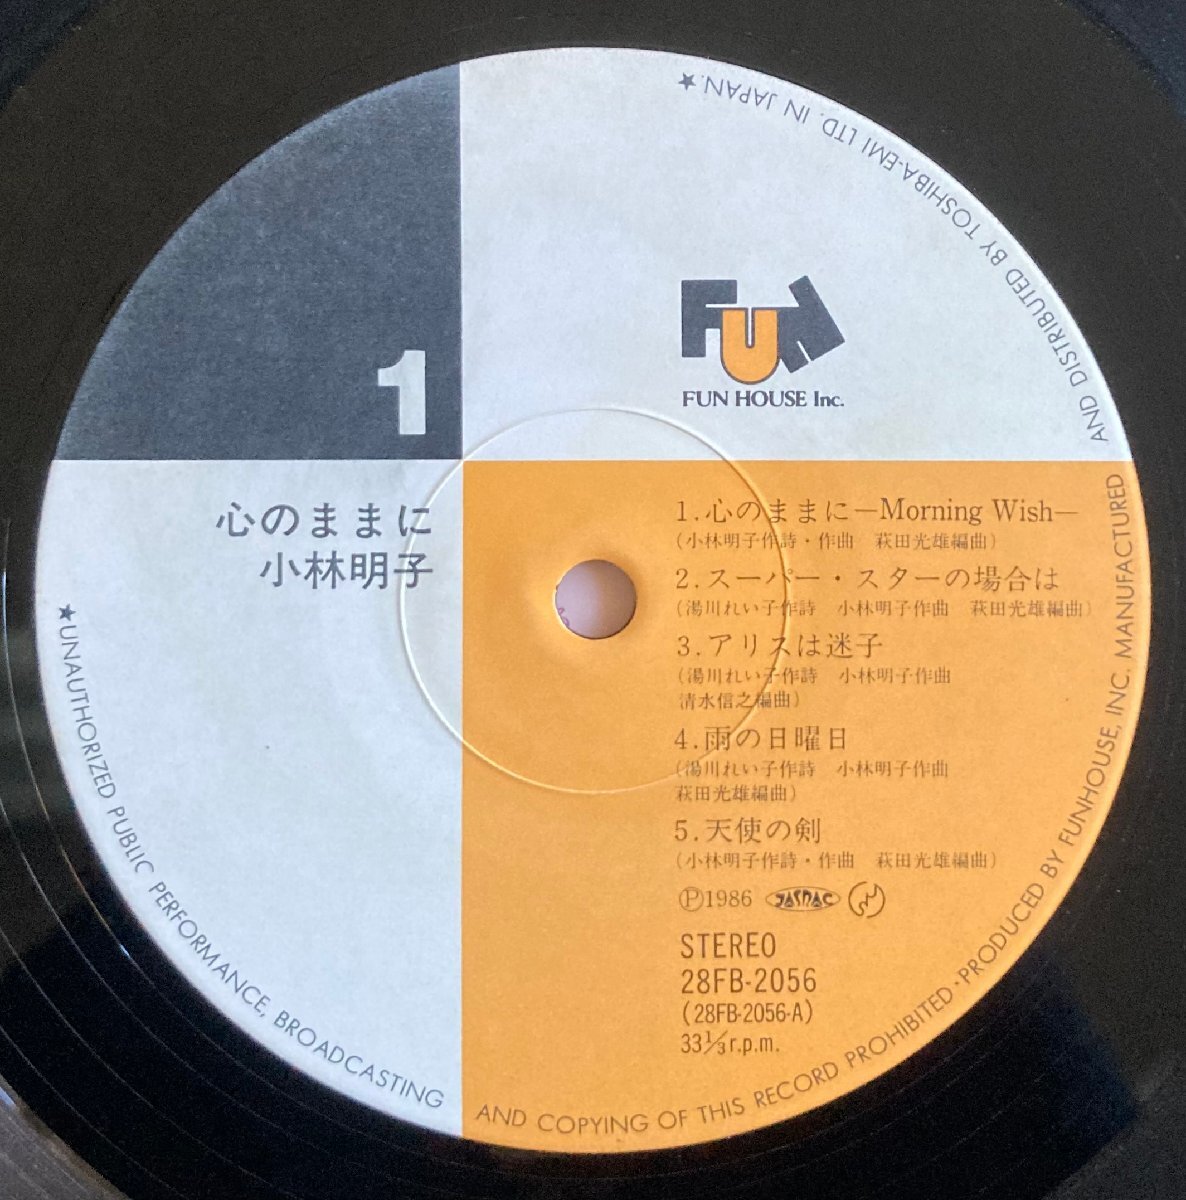 1
FUN
FUN HOUSE Inc.
心のままに
小林明子
1.心のままに—Morning Wish—
(小林明子作詩・作曲　萩田光雄編曲)
2.スーパー・スターの場合は
(湯川れい子作詩　小林明子作曲　萩田光雄編曲)
3.アリスは迷子
(湯川れい子作詩　小林明子作曲
清水信之編曲)
4.雨の日曜日
(湯川れい子作詩　小林明子作曲
萩田光雄編曲)
5.天使の剣
(小林明子作詩・作曲　萩田光雄編曲)
Ⓟ1986 JASRAC
STEREO
28FB-2056
(28FB-2056-A)
33⅓r.p.m.
★UNAUTHORIZED PUBLIC PERFORMANCE, BROADCASTING AND COPYING OF THIS RECORD PROHIBITED・PRODUCED BY FUNHOUSE, INC. MANUFACTURED AND DISTRIBUTED BY TOSHIBA-EMI LTD. IN JAPAN.★